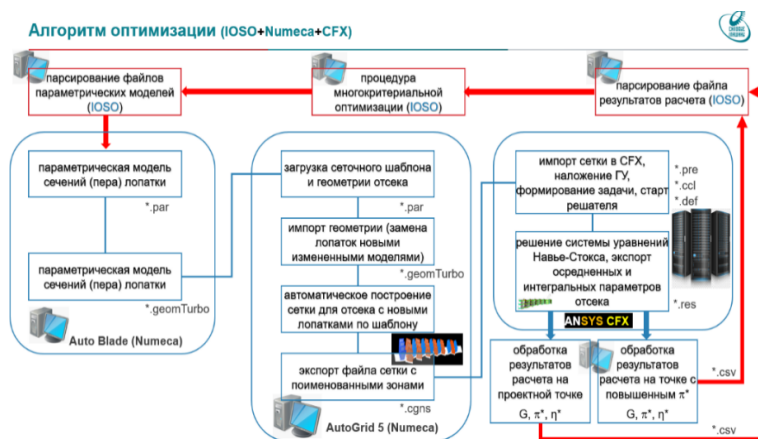 Алгоритм оптимизации (IOSO+Numeca+CFX)
парсирование файлов
параметрических моделей
(IOSO)
процедура
многокритериальной
оптимизации (IOSO)
парсирование файла
результатов расчета (IOSO)
параметрическая модель
сечений (пера) лопатки
*.par
параметрическая модель
сечений (пера) лопатки
*.geomTurbo
Auto Blade (Numeca)
загрузка сеточного шаблона
и геометрии отсека
*.par
импорт геометрии (замена
лопаток новыми
измененными моделями)
*.geomTurbo
автоматическое построение
сетки для отсека с новыми
лопатками по шаблону
экспорт файла сетки с
поименованными зонами
*.cgns
AutoGrid 5 (Numeca)
импорт сетки в CFX,
наложение ГУ,
формирование задачи, старт
решателя
*.pre
*.ccl
*.def
решение системы уравнений
Навье-Стокса, экспорт
осредненных и
интегральных параметров
отсека
*.res
ANSYS CFX
обработка
результатов
расчета на
проектной точке
G, π*, η*
обработка
результатов
расчета на точке с
повышенным π*
G, π*, η*
*.csv
*.csv